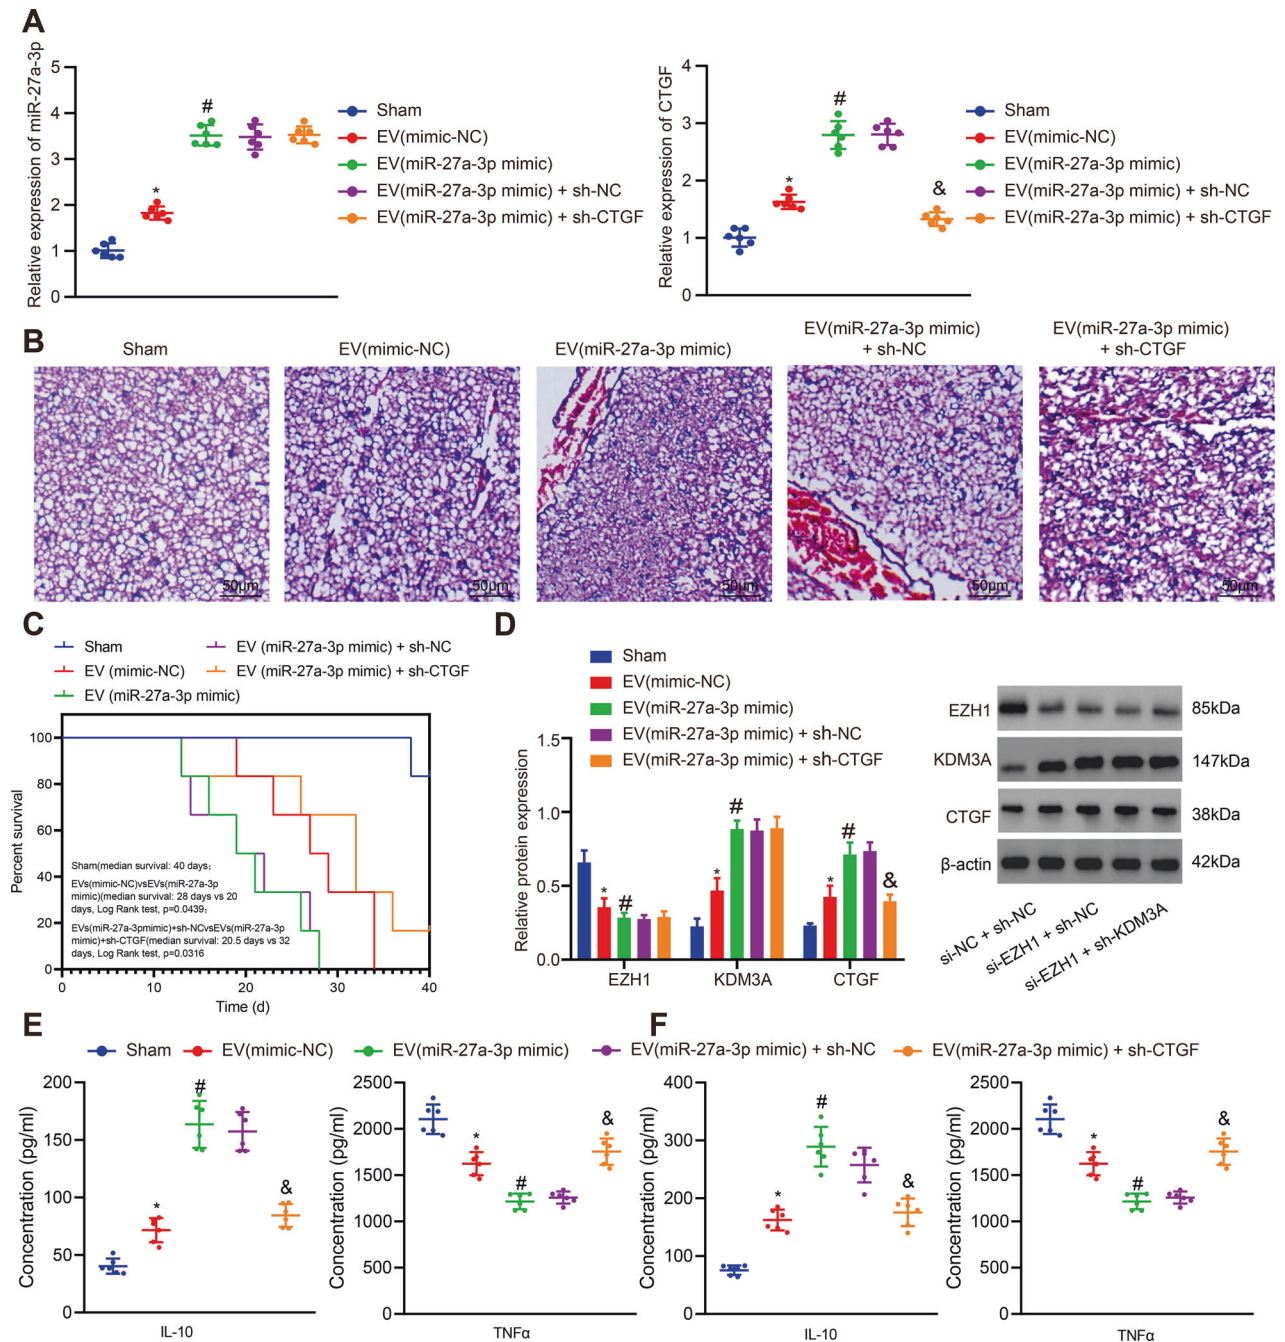 A
Relative expression of miR-27a-3p
5
4
3
2
1
0
*
#
Sham
EV(mimic-NC)
EV(miR-27a-3p mimic)
EV(miR-27a-3p mimic) + sh-NC
EV(miR-27a-3p mimic) + sh-CTGF
Relative expression of CTGF
4
3
2
1
0
*
#
&
Sham
EV(mimic-NC)
EV(miR-27a-3p mimic)
EV(miR-27a-3p mimic) + sh-NC
EV(miR-27a-3p mimic) + sh-CTGF
B
Sham
EV(mimic-NC)
EV(miR-27a-3p mimic)
EV(miR-27a-3p mimic)
+ sh-NC
EV(miR-27a-3p mimic)
+ sh-CTGF
50μm
50μm
50μm
50μm
50μm
C
Sham
EV (mimic-NC)
EV (miR-27a-3p mimic)
EV (miR-27a-3p mimic) + sh-NC
EV (miR-27a-3p mimic) + sh-CTGF
Percent survival
100
80
60
40
20
0
Sham(median survival: 40 days;
EVs(mimic-NC)vsEVs(miR-27a-3p
mimic)(median survival: 28 days vs 20
days, Log Rank test, p=0.0439;
EVs(miR-27a-3pmimic)+sh-NCvsEVs(miR-27a-3p
mimic)+sh-CTGF(median survival: 20.5 days vs 32
days, Log Rank test, p=0.0316
0
10
20
30
40
Time (d)
D
Sham
EV(mimic-NC)
EV(miR-27a-3p mimic)
EV(miR-27a-3p mimic) + sh-NC
EV(miR-27a-3p mimic) + sh-CTGF
Relative protein expression
1.5
1.0
0.5
0.0
*
#
*
#
*
#
&
EZH1
KDM3A
CTGF
EZH1
85kDa
KDM3A
147kDa
CTGF
38kDa
β-actin
42kDa
si-NC + sh-NC
si-EZH1 + sh-NC
si-EZH1 + sh-KDM3A
E
F
Sham
EV(mimic-NC)
EV(miR-27a-3p mimic)
EV(miR-27a-3p mimic) + sh-NC
EV(miR-27a-3p mimic) + sh-CTGF
Concentration (pg/ml)
200
150
100
50
0
*
#
&
IL-10
Concentration (pg/ml)
2500
2000
1500
1000
500
0
*
#
&
TNFα
Concentration (pg/ml)
400
300
200
100
0
*
#
&
IL-10
Concentration (pg/ml)
2500
2000
1500
1000
500
0
*
#
&
TNFα